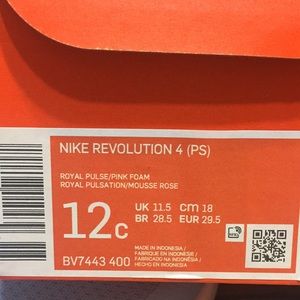 NIKE REVOLUTION 4 (PS)
ROYAL PULSE/PINK FOAM
ROYAL PULSATION/MOUSSE ROSE
12C
UK 11.5 cm 18
BR 28.5 EUR 29.5
BV7443 400
MADE IN INDONESIA /
FABRIQUÉ EN INDONÉSIE /
FABRICADO NA INDONÉSIA /
HECHO EN INDONESIA